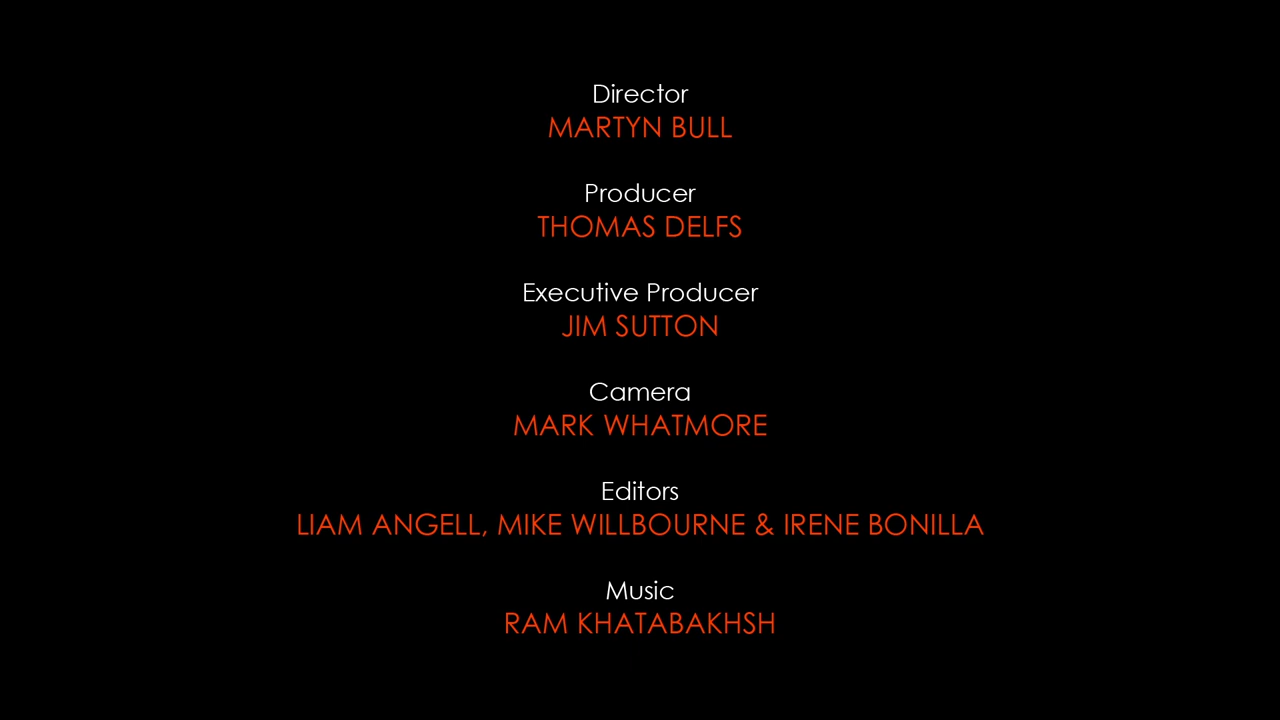 Director
MARTYN BULL
Producer
THOMAS DELFS
Executive Producer
JIM SUTTON
Camera
MARK WHATMORE
Editors
LIAM ANGELL, MIKE WILLBOURNE & IRENE BONILLA
Music
RAM KHATABAKHSH